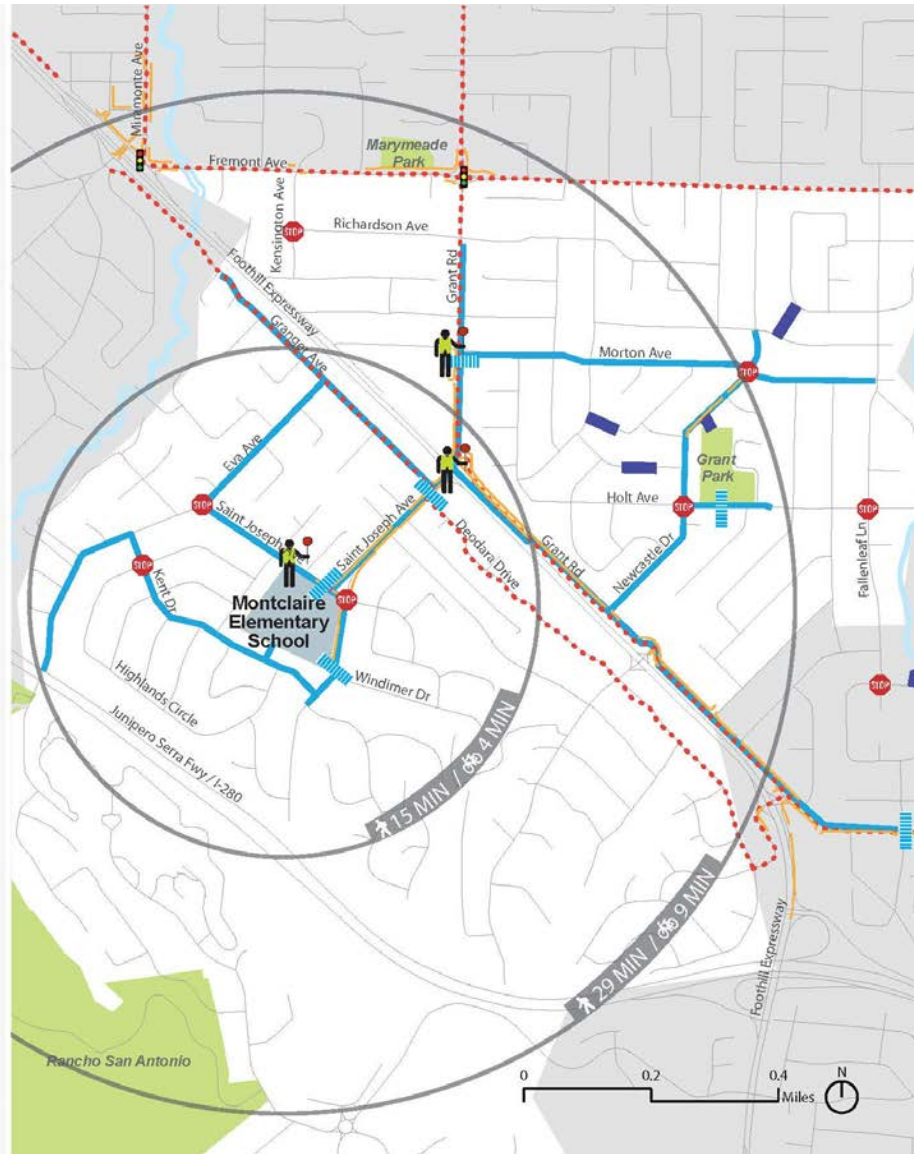 Miramonte Ave
Fremont Ave
Marymeade
Park
Kensington Ave
STOP
Richardson Ave
Foothill Expressway
Grant Rd
Granger Ave
Morton Ave
STOP
Eva Ave
Grant
Park
STOP
Saint Joseph Ave
Saint Joseph Ave
Holt Ave
STOP
STOP
Deodara Drive
Grant Rd
Newcastle Dr
Fallenleaf Ln
STOP
Kent Dr
Montclaire
Elementary
School
STOP
Windimer Dr
STOP
Highlands Circle
Junipero Serra Fwy / I-280
15 MIN / 4 MIN
29 MIN / 9 MIN
Foothill Expressway
Rancho San Antonio
0 0.2 0.4
Miles
N